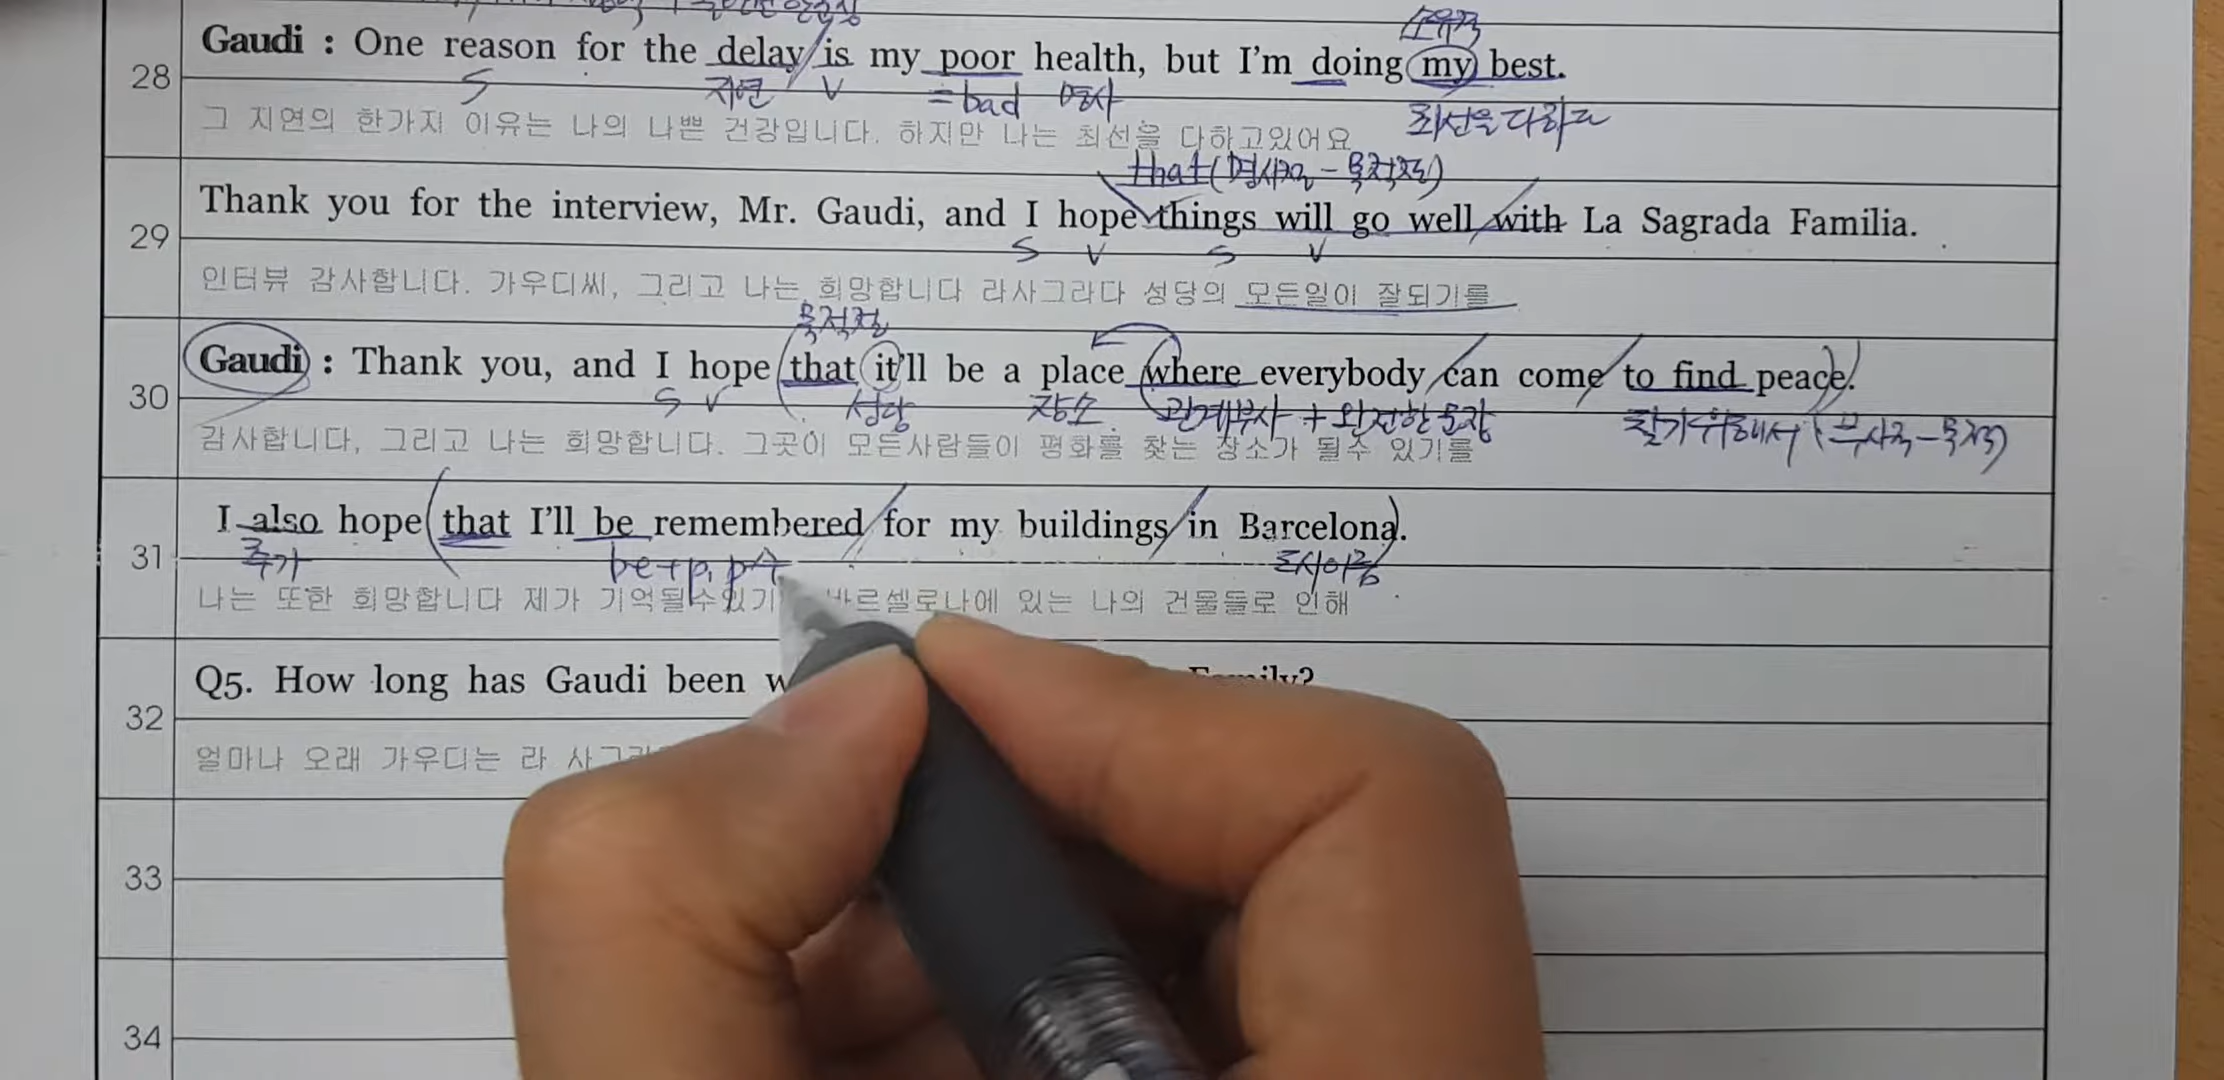 소유격
Gaudi : One reason for the delay is my poor health, but I'm doing my best.
28
S 지연 V = bad 명사 최선을 다하다
그 지연의 한가지 이유는 나의 나쁜 건강입니다. 하지만 나는 최선을 다하고있어요
that(명사절-목적절)
Thank you for the interview, Mr. Gaudi, and I hope things will go well with La Sagrada Familia.
29
S V S V
인터뷰 감사합니다. 가우디씨, 그리고 나는 희망합니다 라사그라다 성당의 모든일이 잘되기를
목적절
Gaudi : Thank you, and I hope that it'll be a place where everybody can come to find peace.
30
S V 성당 장소 관계부사 + 완전한 문장 찾기위해서 (부사적-목적)
감사합니다, 그리고 나는 희망합니다. 그곳이 모든사람들이 평화를 찾는 장소가 될수 있기를
I also hope that I'll be remembered for my buildings in Barcelona.
31
추가 be+p.p 도시이름
나는 또한 희망합니다 제가 기억될수있기 바르셀로나에 있는 나의 건물들로 인해
Q5. How long has Gaudi been Family?
32
얼마나 오래 가우디는 라
33
34